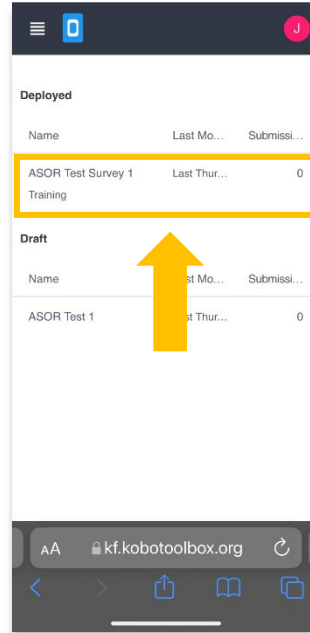 J
Deployed
Name Last Mo... Submissi...
ASOR Test Survey 1 Last Thur... 0
Training
Draft
Name st Mo... Submissi...
ASOR Test 1 st Thur... 0
AA kf.kobotoolbox.org